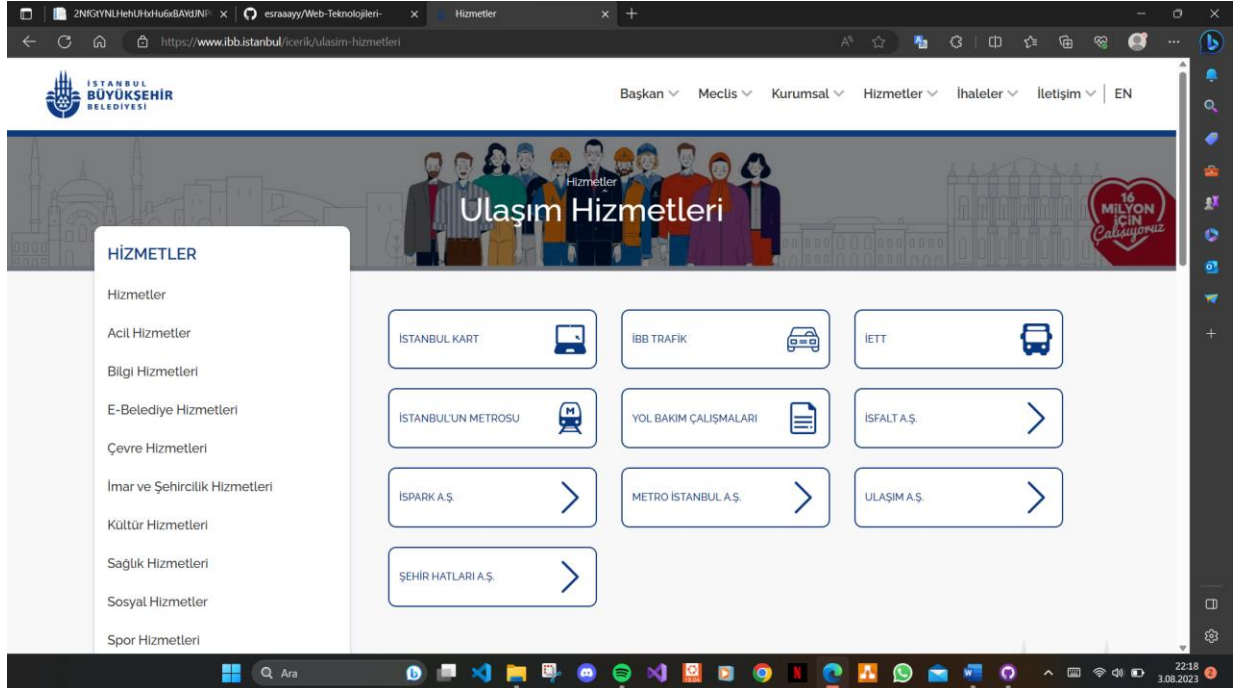 2NfGtYNLHehUHxHu6xBAYdJNP
esraaayy/Web-Teknolojileri-
Hizmetler
https://www.ibb.istanbul/icerik/ulasim-hizmetleri
İSTANBUL
BÜYÜKŞEHİR
BELEDİYESİ
Başkan
Meclis
Kurumsal
Hizmetler
İhaleler
İletişim
EN
Hizmetler
Ulaşım Hizmetleri
16
MİLYON
İÇİN
Çalışıyoruz
HİZMETLER
Hizmetler
Acil Hizmetler
Bilgi Hizmetleri
E-Belediye Hizmetleri
Çevre Hizmetleri
İmar ve Şehircilik Hizmetleri
Kültür Hizmetleri
Sağlık Hizmetleri
Sosyal Hizmetler
Spor Hizmetleri
İSTANBUL KART
İBB TRAFİK
İETT
İSTANBUL'UN METROSU
M
YOL BAKIM ÇALIŞMALARI
İSFALT A.Ş.
İSPARK A.Ş.
METRO İSTANBUL A.Ş.
ULAŞIM A.Ş.
ŞEHİR HATLARI A.Ş.
Ara
18.04
22:18
3.08.2023
2